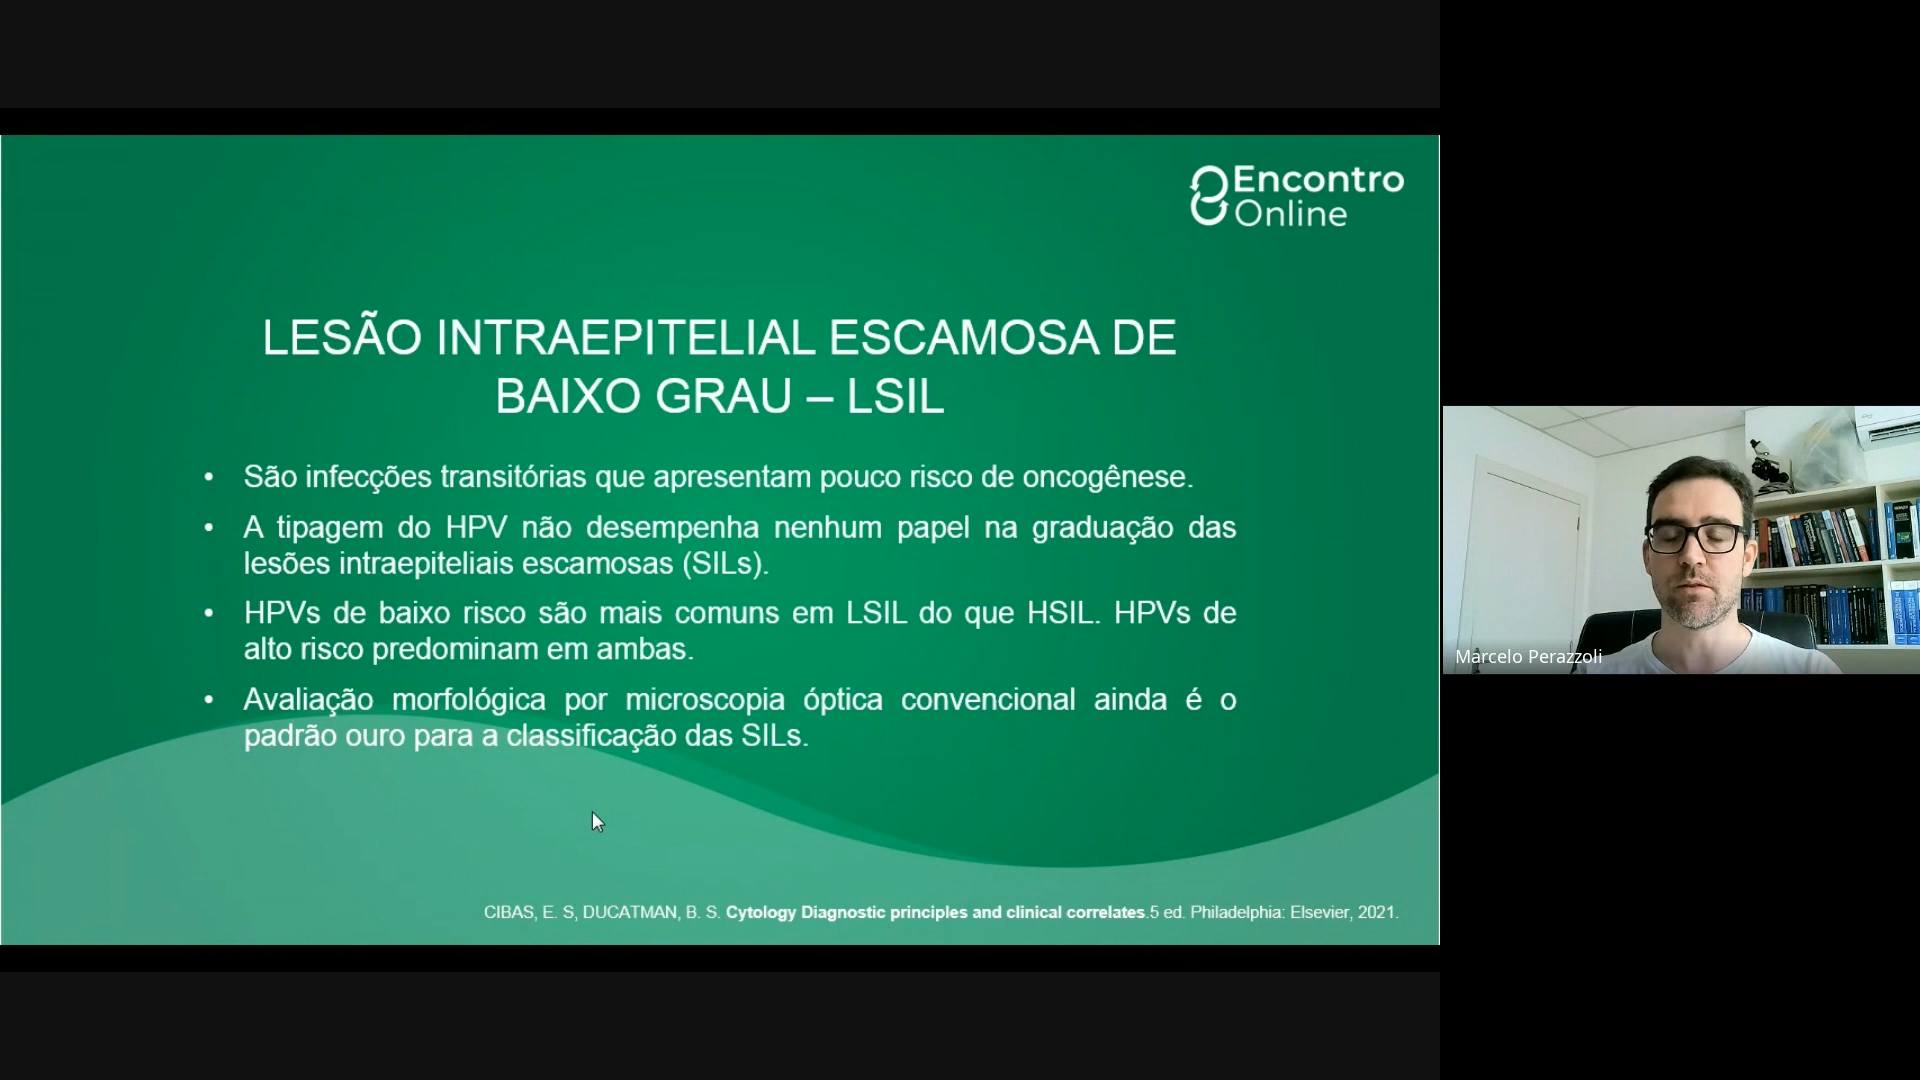 Encontro
Online
LESÃO INTRAEPITELIAL ESCAMOSA DE
BAIXO GRAU – LSIL
• São infecções transitórias que apresentam pouco risco de oncogênese.
• A tipagem do HPV não desempenha nenhum papel na graduação das
lesões intraepiteliais escamosas (SILs).
• HPVs de baixo risco são mais comuns em LSIL do que HSIL. HPVs de
alto risco predominam em ambas.
• Avaliação morfológica por microscopia óptica convencional ainda é o
padrão ouro para a classificação das SILs.
CIBAS, E. S, DUCATMAN, B. S. Cytology Diagnostic principles and clinical correlates.5 ed. Philadelphia: Elsevier, 2021.
Marcelo Perazzoli